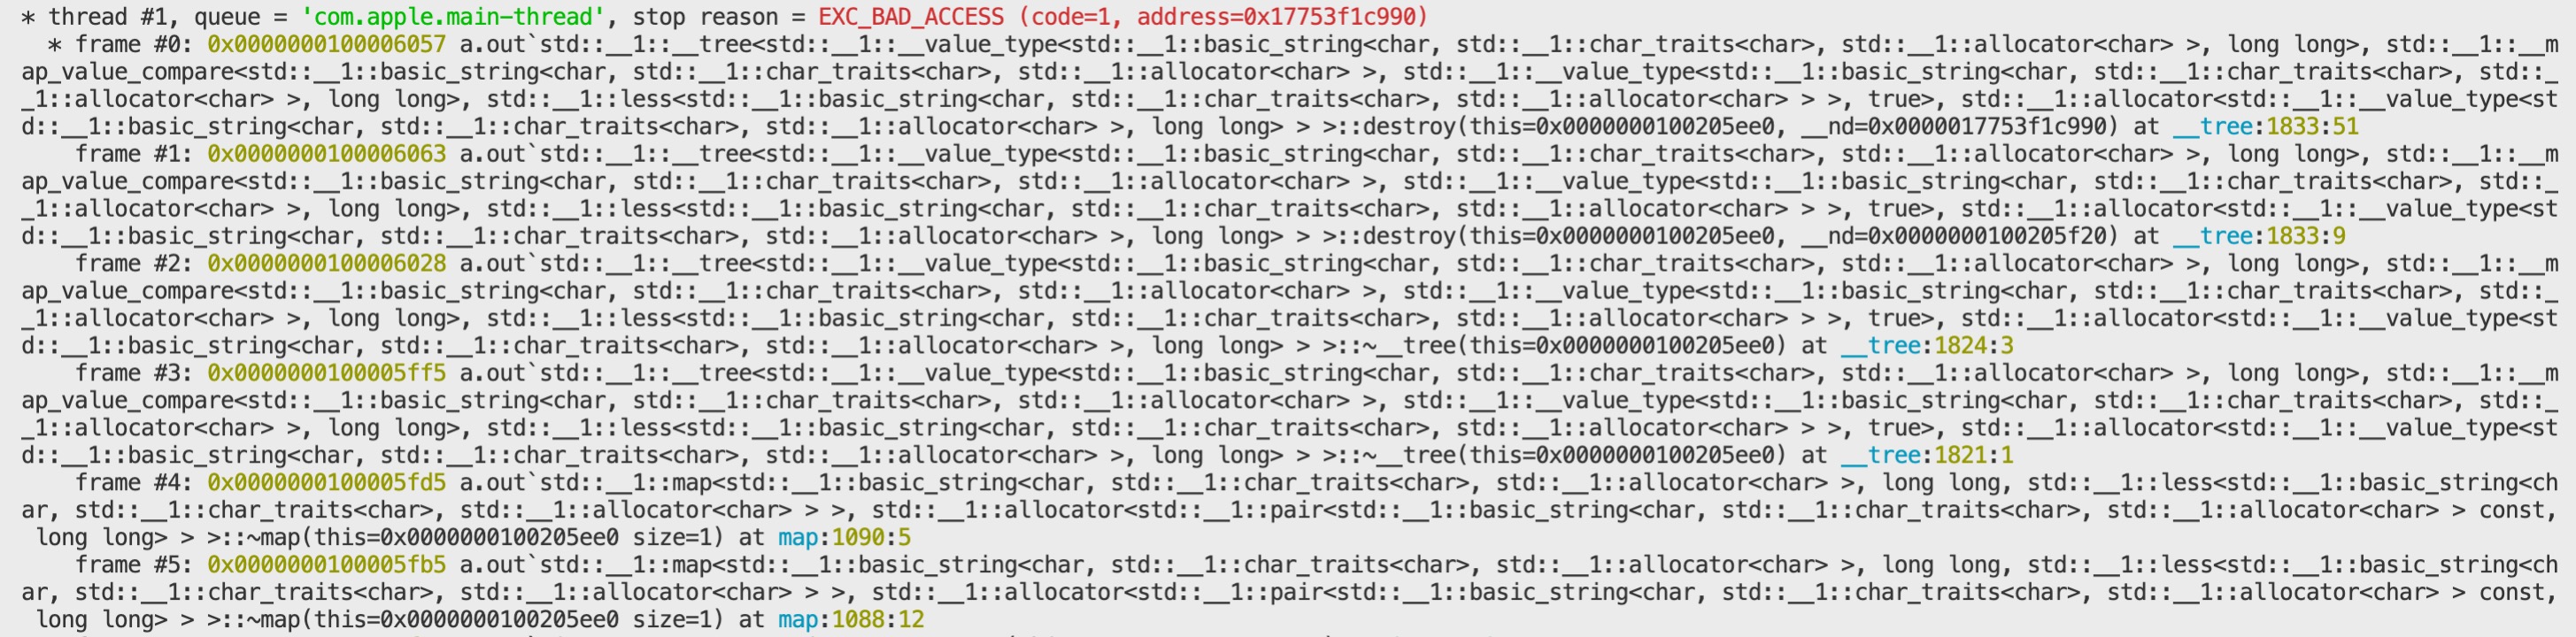 * thread #1, queue = 'com.apple.main-thread', stop reason = EXC_BAD_ACCESS (code=1, address=0x17753f1c990)
* frame #0: 0x0000000100006057 a.out`std::__1::__tree<std::__1::__value_type<std::__1::basic_string<char, std::__1::char_traits<char>, std::__1::allocator<char> >, long long>, std::__1::__m
ap_value_compare<std::__1::basic_string<char, std::__1::char_traits<char>, std::__1::allocator<char> >, std::__1::__value_type<std::__1::basic_string<char, std::__1::char_traits<char>, std::_
_1::allocator<char> >, long long>, std::__1::less<std::__1::basic_string<char, std::__1::char_traits<char>, std::__1::allocator<char> > >, true>, std::__1::allocator<std::__1::__value_type<st
d::__1::basic_string<char, std::__1::char_traits<char>, std::__1::allocator<char> >, long long> > >::destroy(this=0x0000000100205ee0, __nd=0x0000017753f1c990) at __tree:1833:51
frame #1: 0x0000000100006063 a.out`std::__1::__tree<std::__1::__value_type<std::__1::basic_string<char, std::__1::char_traits<char>, std::__1::allocator<char> >, long long>, std::__1::__m
ap_value_compare<std::__1::basic_string<char, std::__1::char_traits<char>, std::__1::allocator<char> >, std::__1::__value_type<std::__1::basic_string<char, std::__1::char_traits<char>, std::_
_1::allocator<char> >, long long>, std::__1::less<std::__1::basic_string<char, std::__1::char_traits<char>, std::__1::allocator<char> > >, true>, std::__1::allocator<std::__1::__value_type<st
d::__1::basic_string<char, std::__1::char_traits<char>, std::__1::allocator<char> >, long long> > >::destroy(this=0x0000000100205ee0, __nd=0x0000000100205f20) at __tree:1833:9
frame #2: 0x0000000100006028 a.out`std::__1::__tree<std::__1::__value_type<std::__1::basic_string<char, std::__1::char_traits<char>, std::__1::allocator<char> >, long long>, std::__1::__m
ap_value_compare<std::__1::basic_string<char, std::__1::char_traits<char>, std::__1::allocator<char> >, std::__1::__value_type<std::__1::basic_string<char, std::__1::char_traits<char>, std::_
_1::allocator<char> >, long long>, std::__1::less<std::__1::basic_string<char, std::__1::char_traits<char>, std::__1::allocator<char> > >, true>, std::__1::allocator<std::__1::__value_type<st
d::__1::basic_string<char, std::__1::char_traits<char>, std::__1::allocator<char> >, long long> > >::~__tree(this=0x0000000100205ee0) at __tree:1824:3
frame #3: 0x0000000100005ff5 a.out`std::__1::__tree<std::__1::__value_type<std::__1::basic_string<char, std::__1::char_traits<char>, std::__1::allocator<char> >, long long>, std::__1::__m
ap_value_compare<std::__1::basic_string<char, std::__1::char_traits<char>, std::__1::allocator<char> >, std::__1::__value_type<std::__1::basic_string<char, std::__1::char_traits<char>, std::_
_1::allocator<char> >, long long>, std::__1::less<std::__1::basic_string<char, std::__1::char_traits<char>, std::__1::allocator<char> > >, true>, std::__1::allocator<std::__1::__value_type<st
d::__1::basic_string<char, std::__1::char_traits<char>, std::__1::allocator<char> >, long long> > >::~__tree(this=0x0000000100205ee0) at __tree:1821:1
frame #4: 0x0000000100005fd5 a.out`std::__1::map<std::__1::basic_string<char, std::__1::char_traits<char>, std::__1::allocator<char> >, long long, std::__1::less<std::__1::basic_string<ch
ar, std::__1::char_traits<char>, std::__1::allocator<char> > >, std::__1::allocator<std::__1::pair<std::__1::basic_string<char, std::__1::char_traits<char>, std::__1::allocator<char> > const,
long long> > >::~map(this=0x0000000100205ee0 size=1) at map:1090:5
frame #5: 0x0000000100005fb5 a.out`std::__1::map<std::__1::basic_string<char, std::__1::char_traits<char>, std::__1::allocator<char> >, long long, std::__1::less<std::__1::basic_string<ch
ar, std::__1::char_traits<char>, std::__1::allocator<char> > >, std::__1::allocator<std::__1::pair<std::__1::basic_string<char, std::__1::char_traits<char>, std::__1::allocator<char> > const,
long long> > >::~map(this=0x0000000100205ee0 size=1) at map:1088:12